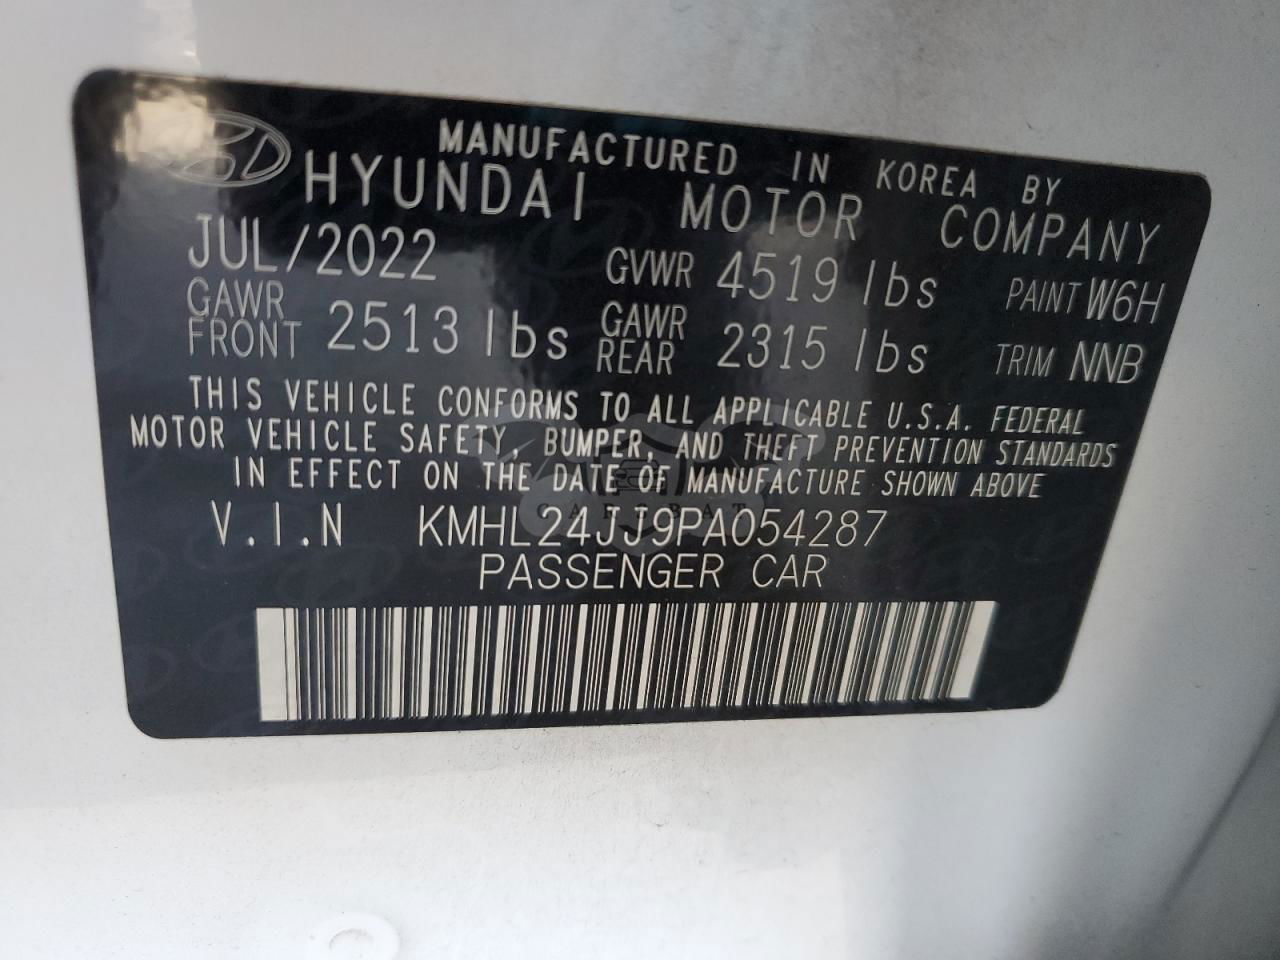 MANUFACTURED IN KOREA BY
HYUNDAI MOTOR COMPANY
JUL/2022 GVWR 4519 lbs PAINT W6H
GAWR FRONT 2513 lbs GAWR REAR 2315 lbs TRIM NNB
THIS VEHICLE CONFORMS TO ALL APPLICABLE U.S.A. FEDERAL
MOTOR VEHICLE SAFETY, BUMPER, AND THEFT PREVENTION STANDARDS
IN EFFECT ON THE DATE OF MANUFACTURE SHOWN ABOVE
CARSBAT
V.I.N KMHL24JJ9PA054287
PASSENGER CAR